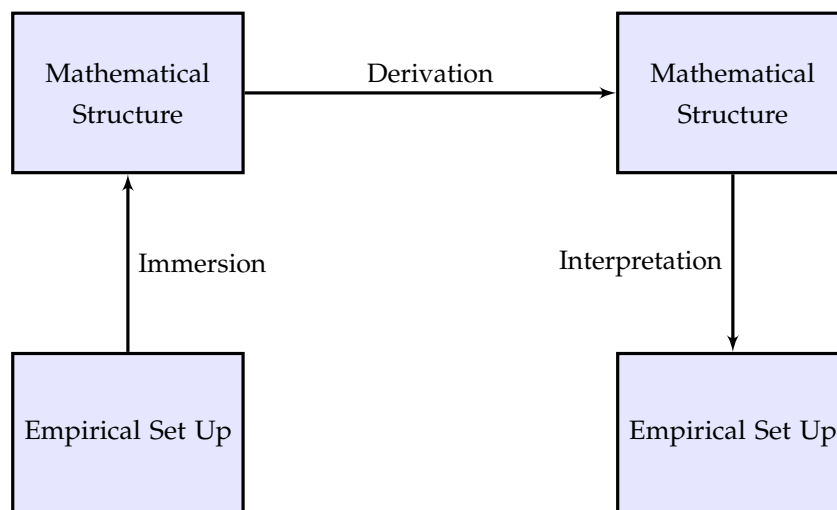 Mathematical
Structure
Derivation
Mathematical
Structure
Immersion
Interpretation
Empirical Set Up
Empirical Set Up